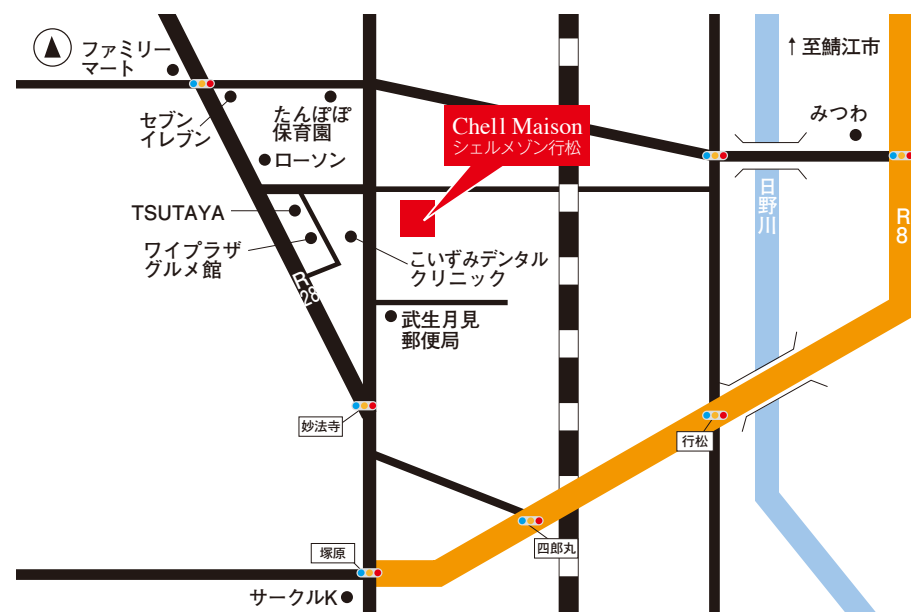 ファミリー
マート
↑至鯖江市
セブン
イレブン
たんぽぽ
保育園
Chell Maison
シェルメゾン行松
みつわ
ローソン
TSUTAYA
ワイプラザ
グルメ館
こいずみデンタル
クリニック
日野川
R
8
R
28
武生月見
郵便局
妙法寺
行松
四郎丸
塚原
サークルK